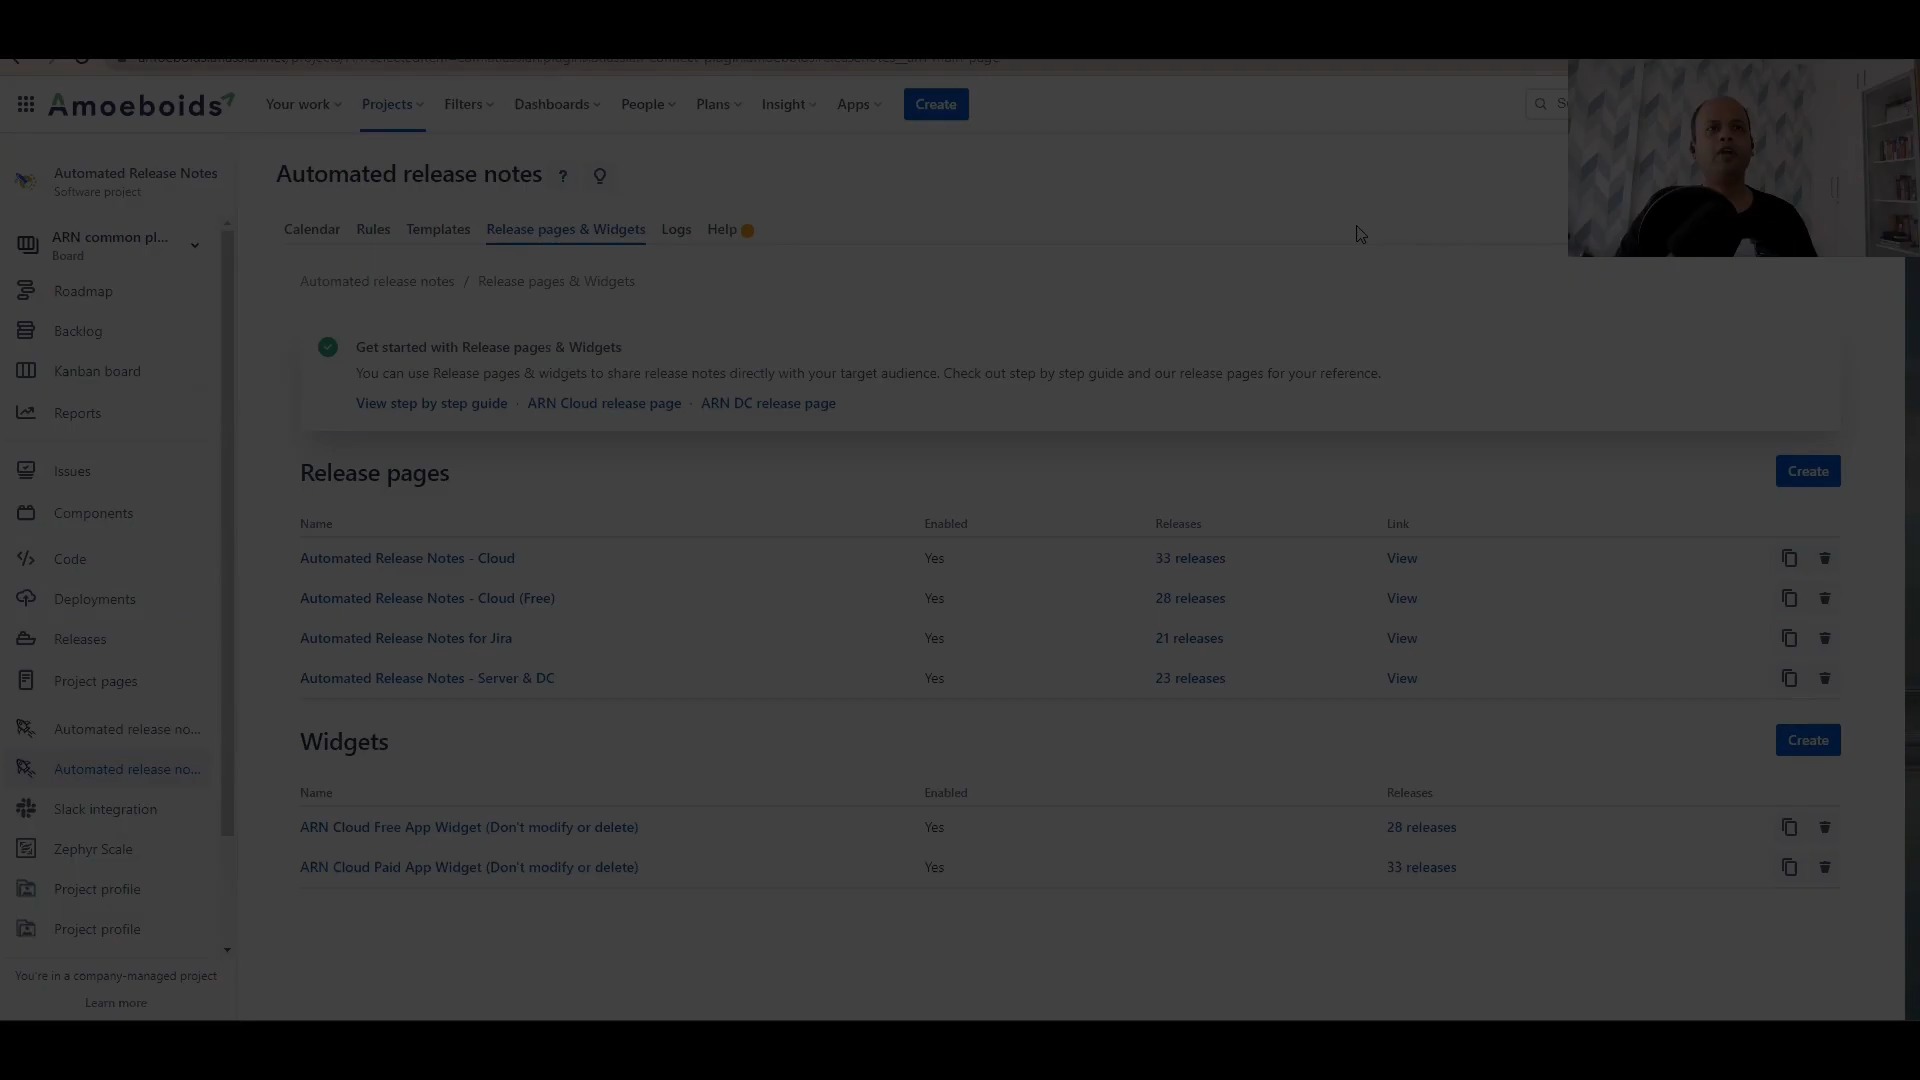 Amoeboids
Your work
Projects
Filters
Dashboards
People
Plans
Insight
Apps
Create
Automated Release Notes
Software project
ARN common pl...
Board
Roadmap
Backlog
Kanban board
Reports
Issues
Components
Code
Deployments
Releases
Project pages
Automated release no...
Automated release no...
Slack integration
Zephyr Scale
Project profile
Project profile
You're in a company-managed project
Learn more
Automated release notes ?
Calendar
Rules
Templates
Release pages & Widgets
Logs
Help
Automated release notes / Release pages & Widgets
Get started with Release pages & Widgets
You can use Release pages & widgets to share release notes directly with your target audience. Check out step by step guide and our release pages for your reference.
View step by step guide · ARN Cloud release page · ARN DC release page
Release pages
Create
Name Enabled Releases Link
Automated Release Notes - Cloud Yes 33 releases View
Automated Release Notes - Cloud (Free) Yes 28 releases View
Automated Release Notes for Jira Yes 21 releases View
Automated Release Notes - Server & DC Yes 23 releases View
Widgets
Create
Name Enabled Releases
ARN Cloud Free App Widget (Don't modify or delete) Yes 28 releases
ARN Cloud Paid App Widget (Don't modify or delete) Yes 33 releases